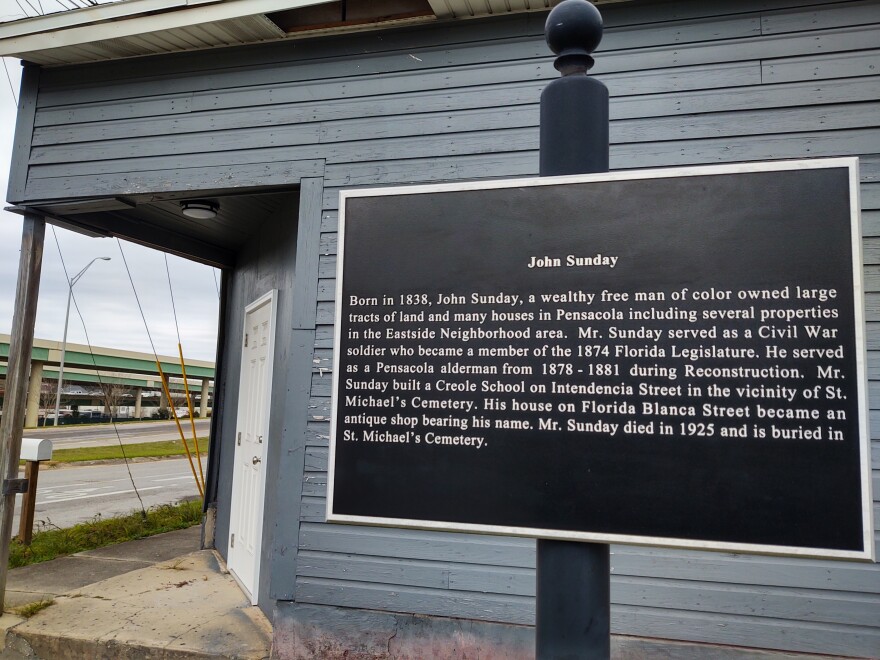 John Sunday
Born in 1838, John Sunday, a wealthy free man of color owned large
tracts of land and many houses in Pensacola including several properties
in the Eastside Neighborhood area. Mr. Sunday served as a Civil War
soldier who became a member of the 1874 Florida Legislature. He served
as a Pensacola alderman from 1878 - 1881 during Reconstruction. Mr.
Sunday built a Creole School on Intendencia Street in the vicinity of St.
Michael's Cemetery. His house on Florida Blanca Street became an
antique shop bearing his name. Mr. Sunday died in 1925 and is buried in
St. Michael's Cemetery.